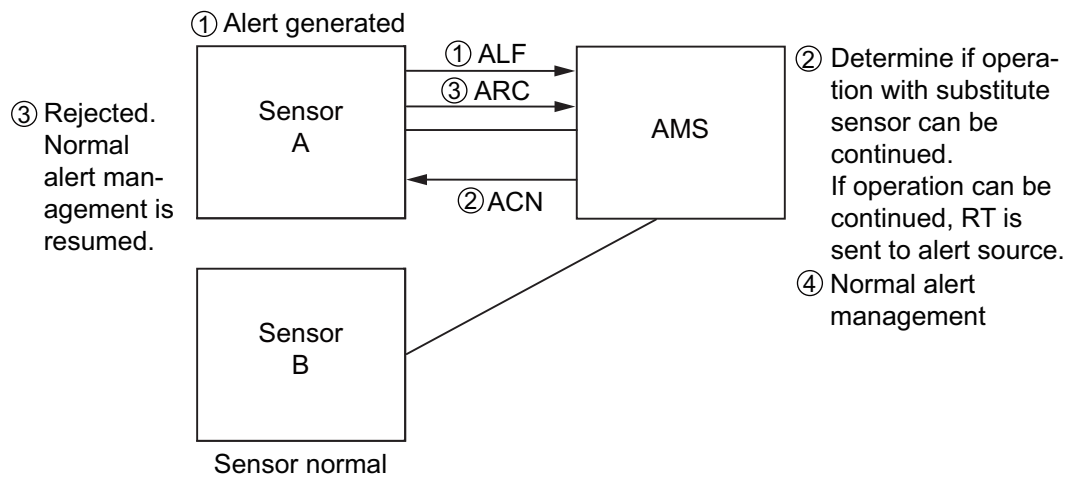 ① Alert generated
① ALF
③ ARC
Sensor
A
② ACN
AMS
③ Rejected.
Normal
alert man-
agement is
resumed.
② Determine if opera-
tion with substitute
sensor can be
continued.
If operation can be
continued, RT is
sent to alert source.
④ Normal alert
management
Sensor
B
Sensor normal